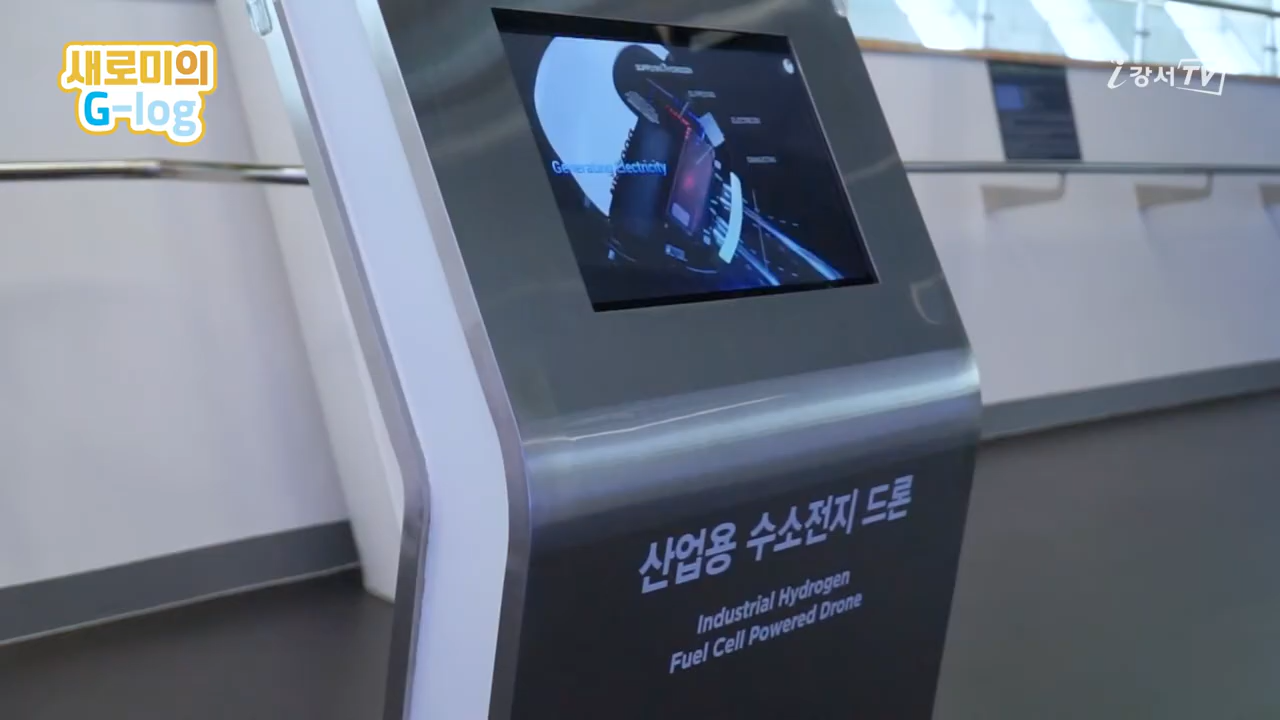 새로미의
G-log
i강서TV
Generating Electricity
산업용 수소전지 드론
Industrial Hydrogen
Fuel Cell Powered Drone